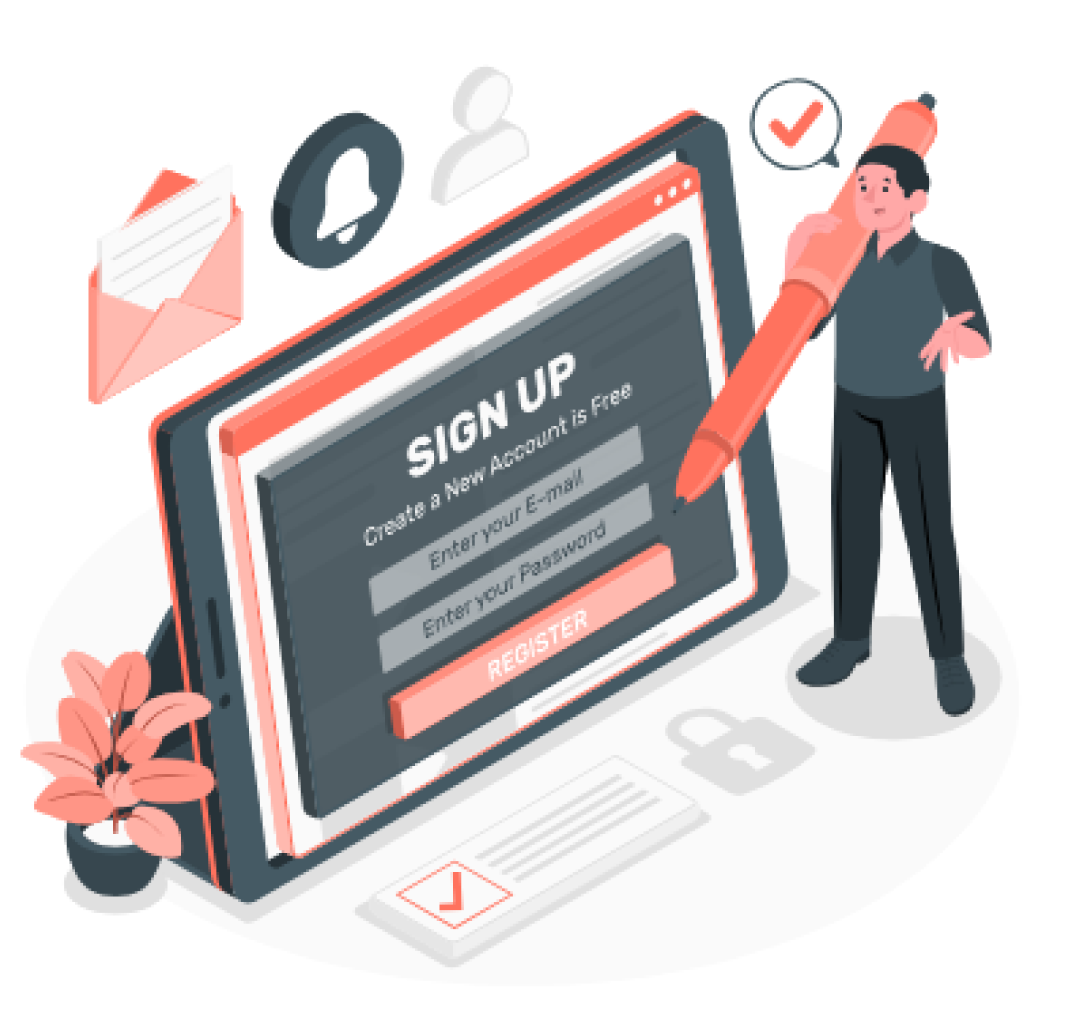 SIGN UP
Create a New Account is Free
Enter your E-mail
Enter your Password
REGISTER